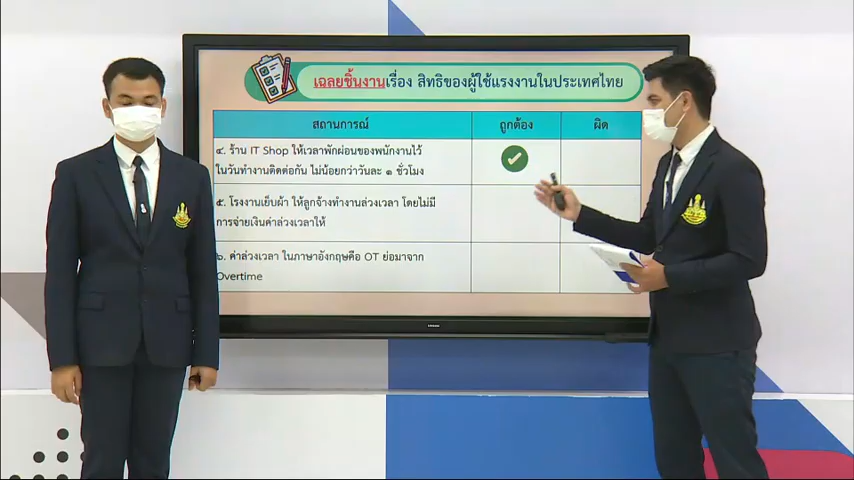 เฉลยชิ้นงานเรื่อง สิทธิของผู้ใช้แรงงานในประเทศไทย
สถานการณ์ ถูกต้อง ผิด
๔. ร้าน IT Shop ให้เวลาพักผ่อนของพนักงานไว้
ในวันทำงานติดต่อกัน ไม่น้อยกว่าวันละ ๑ ชั่วโมง
๕. โรงงานเย็บผ้า ให้ลูกจ้างทำงานล่วงเวลา โดยไม่มี
การจ่ายเงินค่าล่วงเวลาให้
๖. ค่าล่วงเวลา ในภาษาอังกฤษคือ OT ย่อมาจาก
Overtime